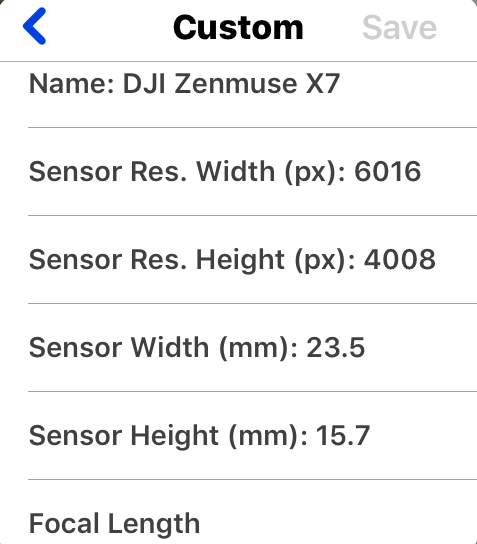 Custom
Save
Name: DJI Zenmuse X7
Sensor Res. Width (px): 6016
Sensor Res. Height (px): 4008
Sensor Width (mm): 23.5
Sensor Height (mm): 15.7
Focal Length